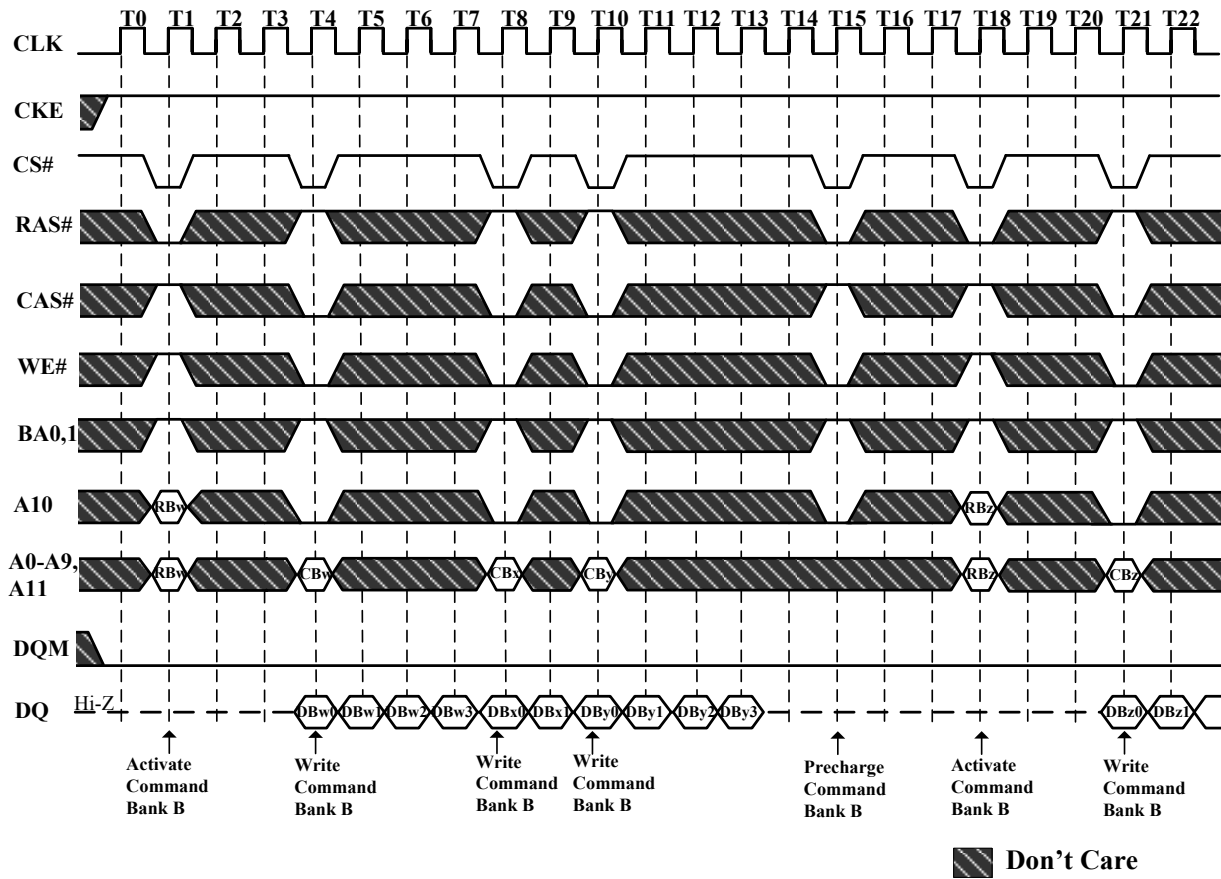 T0 T1 T2 T3 T4 T5 T6 T7 T8 T9 T10 T11 T12 T13 T14 T15 T16 T17 T18 T19 T20 T21 T22
CLK
CKE
CS#
RAS#
CAS#
WE#
BA0,1
A10 RBw RBz
A0-A9,
A11 RBw CBw CBx CBy RBz CBz
DQM
DQ Hi-Z DBw0 DBw1 DBw2 DBw3 DBx0 DBx1 DBy0 DBy1 DBy2 DBy3 DBz0 DBz1
Activate
Command
Bank B
Write
Command
Bank B
Write
Command
Bank B
Write
Command
Bank B
Precharge
Command
Bank B
Activate
Command
Bank B
Write
Command
Bank B
Don't Care